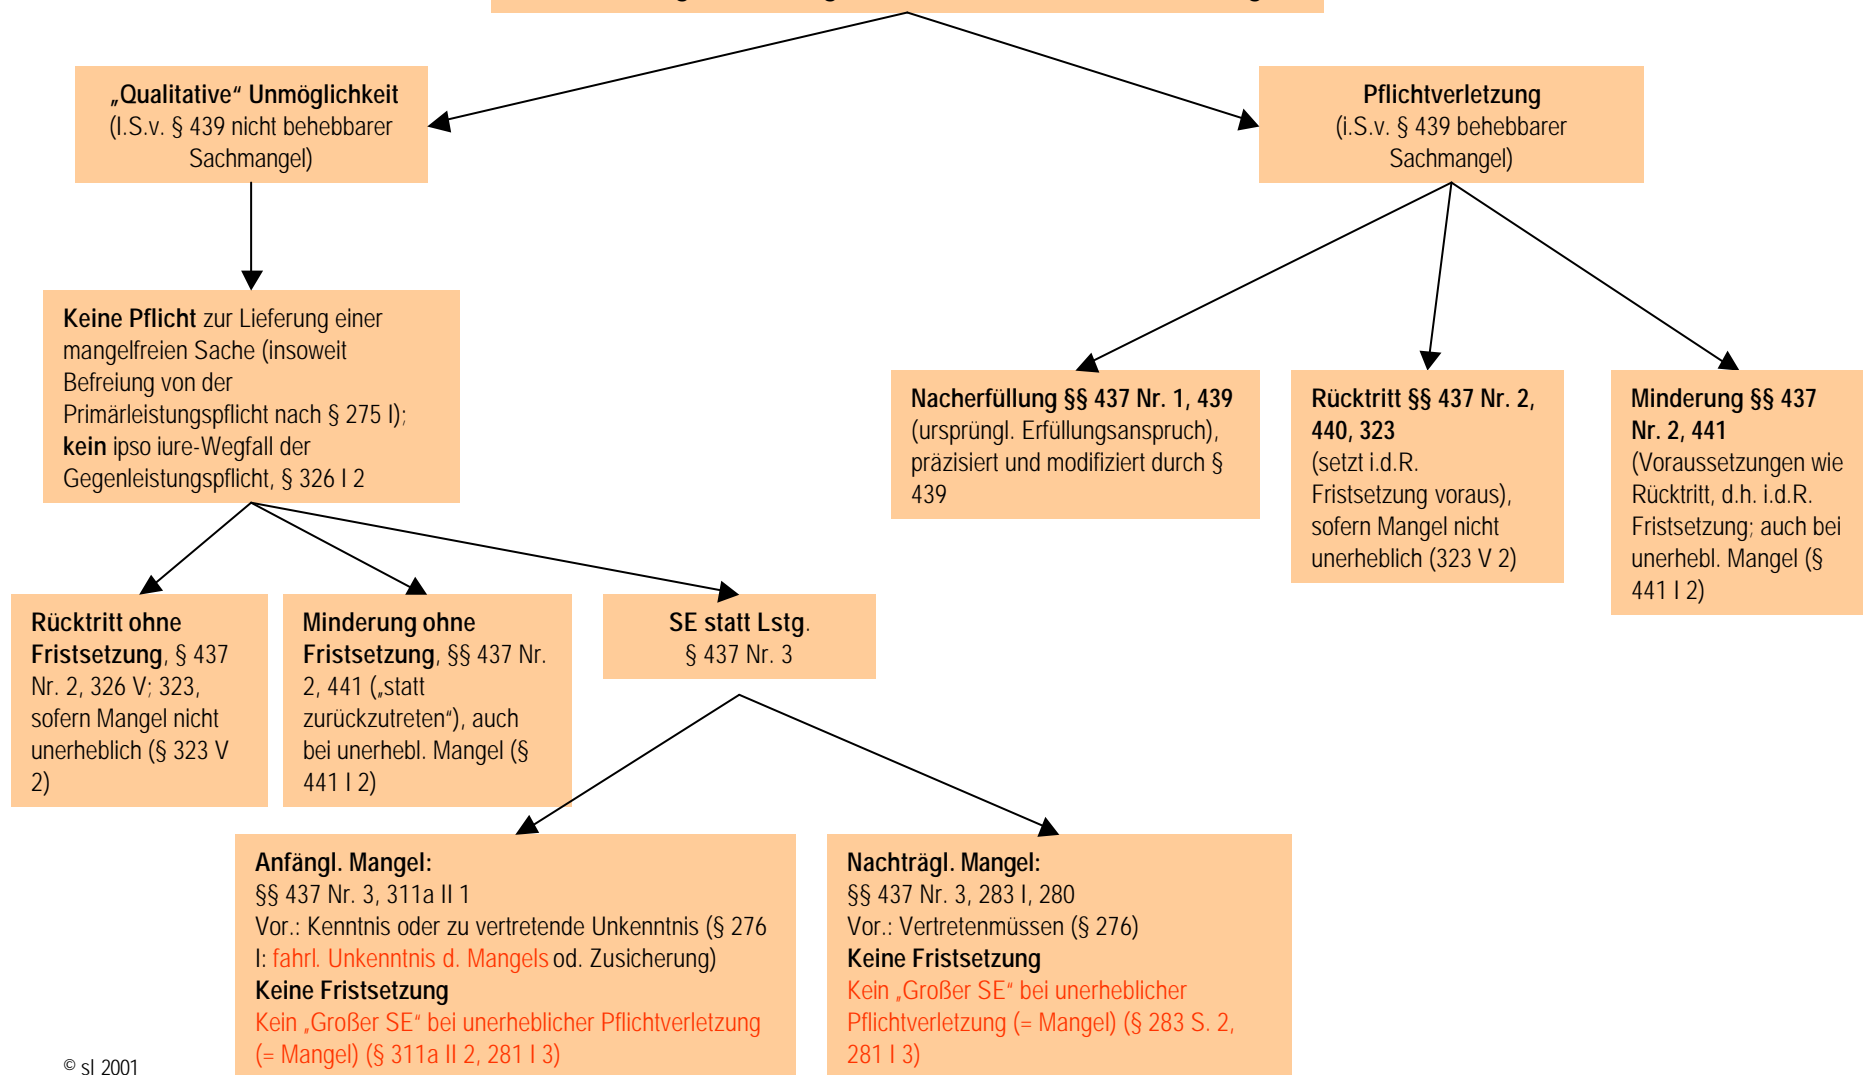 „Qualitative“ Unmöglichkeit
(I.S.v. § 439 nicht behebbarer
Sachmangel)
Pflichtverletzung
(i.S.v. § 439 behebbarer
Sachmangel)
Keine Pflicht zur Lieferung einer
mangelfreien Sache (insoweit
Befreiung von der
Primärleistungspflicht nach § 275 I);
kein ipso iure-Wegfall der
Gegenleistungspflicht, § 326 I 2
Nacherfüllung §§ 437 Nr. 1, 439
(ursprüngl. Erfüllungsanspruch),
präzisiert und modifiziert durch §
439
Rücktritt §§ 437 Nr. 2,
440, 323
(setzt i.d.R.
Fristsetzung voraus),
sofern Mangel nicht
unerheblich (323 V 2)
Minderung §§ 437
Nr. 2, 441
(Voraussetzungen wie
Rücktritt, d.h. i.d.R.
Fristsetzung; auch bei
unerhebl. Mangel (§
441 I 2)
Rücktritt ohne
Fristsetzung, § 437
Nr. 2, 326 V; 323,
sofern Mangel nicht
unerheblich (§ 323 V
2)
Minderung ohne
Fristsetzung, §§ 437 Nr.
2, 441 („statt
zurückzutreten“), auch
bei unerhebl. Mangel (§
441 I 2)
SE statt Lstg.
§ 437 Nr. 3
Anfängl. Mangel:
§§ 437 Nr. 3, 311a II 1
Vor.: Kenntnis oder zu vertretende Unkenntnis (§ 276
I: fahrl. Unkenntnis d. Mangels od. Zusicherung)
Keine Fristsetzung
Kein „Großer SE“ bei unerheblicher Pflichtverletzung
(= Mangel) (§ 311a II 2, 281 I 3)
Nachträgl. Mangel:
§§ 437 Nr. 3, 283 I, 280
Vor.: Vertretenmüssen (§ 276)
Keine Fristsetzung
Kein „Großer SE“ bei unerheblicher
Pflichtverletzung (= Mangel) (§ 283 S. 2,
281 I 3)
© sl 2001